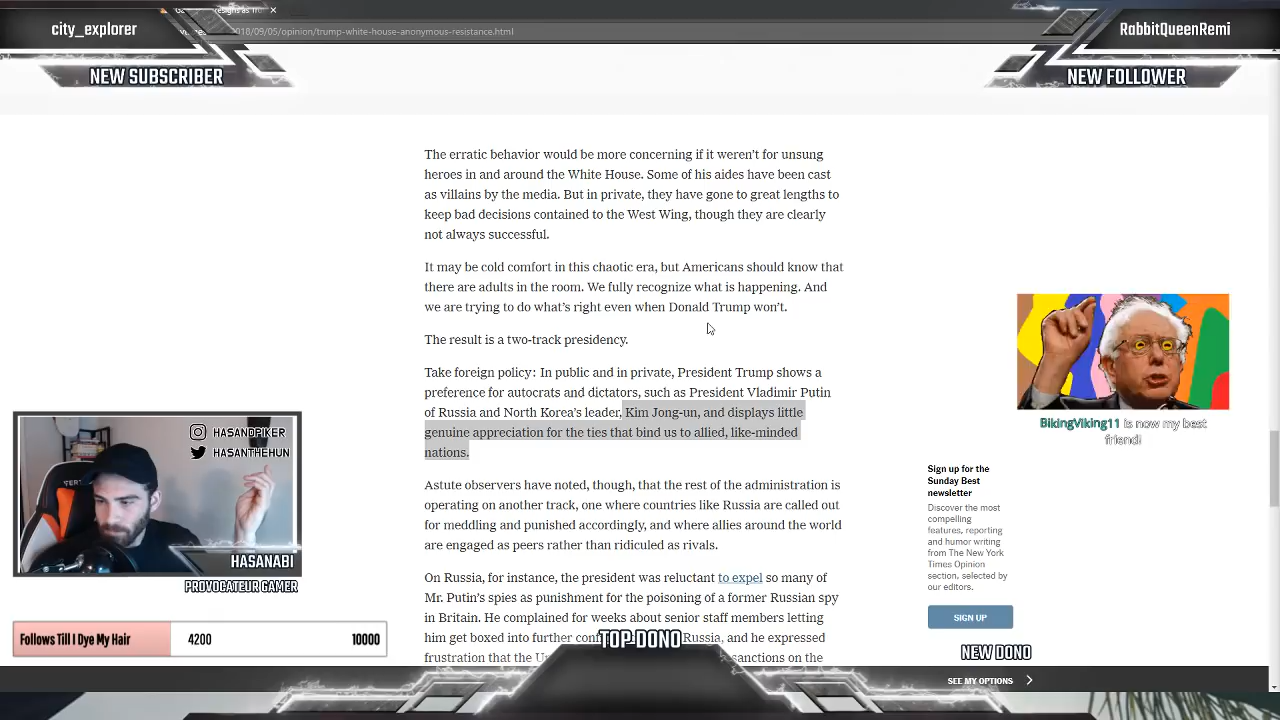 city_explorer
NEW SUBSCRIBER
018/09/05/opinion/trump-white-house-anonymous-resistance.html
RabbitQueenRemi
NEW FOLLOWER
The erratic behavior would be more concerning if it weren't for unsung
heroes in and around the White House. Some of his aides have been cast
as villains by the media. But in private, they have gone to great lengths to
keep bad decisions contained to the West Wing, though they are clearly
not always successful.
It may be cold comfort in this chaotic era, but Americans should know that
there are adults in the room. We fully recognize what is happening. And
we are trying to do what's right even when Donald Trump won't.
The result is a two-track presidency.
Take foreign policy: In public and in private, President Trump shows a
preference for autocrats and dictators, such as President Vladimir Putin
of Russia and North Korea's leader, Kim Jong-un, and displays little
genuine appreciation for the ties that bind us to allied, like-minded
nations.
Astute observers have noted, though, that the rest of the administration is
operating on another track, one where countries like Russia are called out
for meddling and punished accordingly, and where allies around the world
are engaged as peers rather than ridiculed as rivals.
On Russia, for instance, the president was reluctant to expel so many of
Mr. Putin's spies as punishment for the poisoning of a former Russian spy
in Britain. He complained for weeks about senior staff members letting
him get boxed into further Russia, and he expressed
frustration that the sanctions on the
BikingViking11 is now my best
friend!
Sign up for the
Sunday Best
newsletter
Discover the most
compelling
features, reporting
and humor writing
from The New York
Times Opinion
section, selected by
our editors.
SIGN UP
HASANDPIKER
HASANTHEHUN
HASANABI
PROVOCATEUR GAMER
Follows Till I Dye My Hair 4200 10000
TOP DONO
NEW DONO
SEE MY OPTIONS